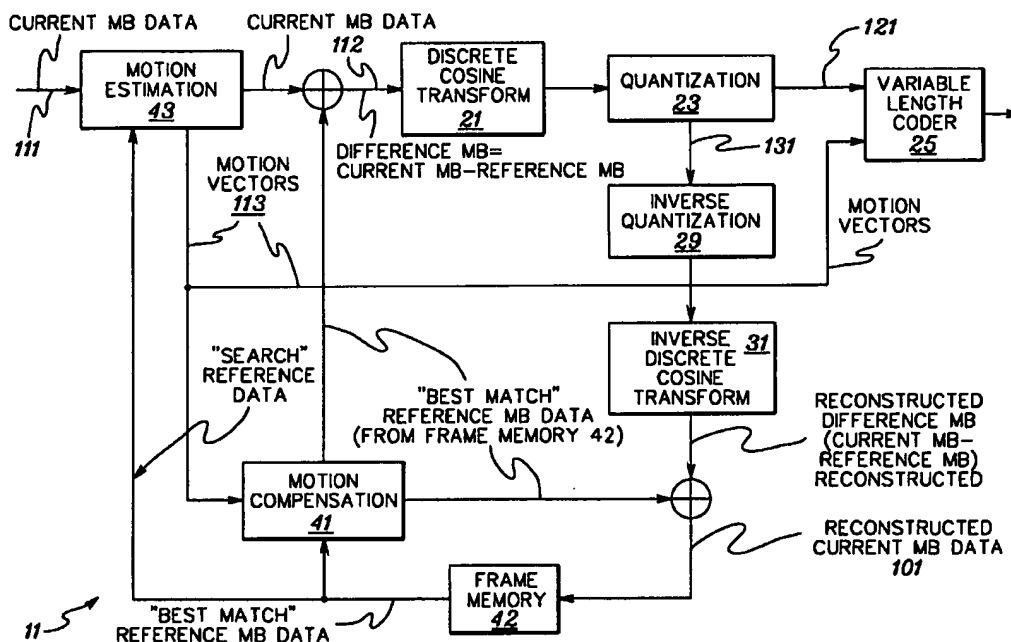 CURRENT MB DATA
CURRENT MB DATA
112
121
111
MOTION
ESTIMATION
43
DISCRETE
COSINE
TRANSFORM
21
QUANTIZATION
23
VARIABLE
LENGTH
CODER
25
DIFFERENCE MB=
CURRENT MB-REFERENCE MB
131
MOTION
VECTORS
113
INVERSE
QUANTIZATION
29
MOTION
VECTORS
INVERSE
DISCRETE
COSINE
TRANSFORM
31
"SEARCH"
REFERENCE
DATA
"BEST MATCH"
REFERENCE MB DATA
(FROM FRAME MEMORY 42)
RECONSTRUCTED
DIFFERENCE MB
(CURRENT MB-
REFERENCE MB)
RECONSTRUCTED
MOTION
COMPENSATION
41
RECONSTRUCTED
CURRENT MB DATA
101
FRAME
MEMORY
42
11
"BEST MATCH"
REFERENCE MB DATA